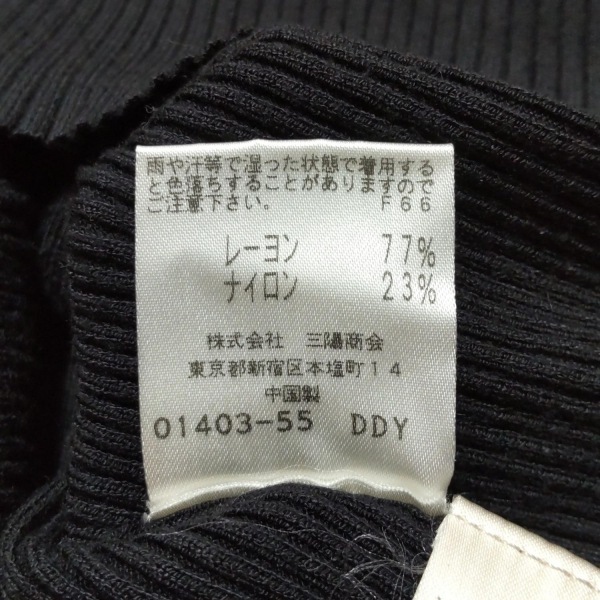 雨や汗等で湿った状態で着用する
と色落ちすることがありますので
ご注意下さい。 F66
レーヨン 77%
ナイロン 23%
株式会社 三陽商会
東京都新宿区本塩町14
中国製
01403-55 DDY